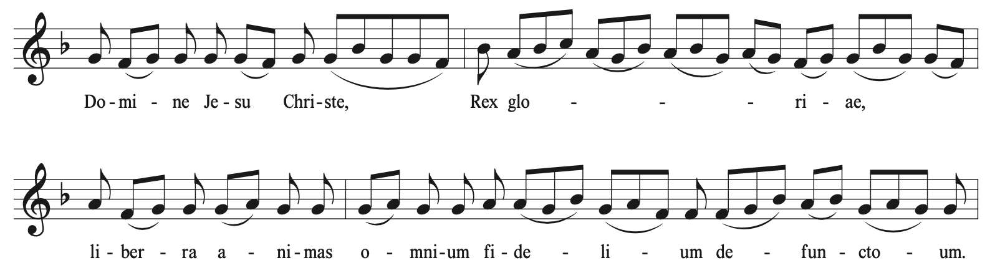 Do - mi - ne Je - su Chri - ste, Rex glo - - - ri - ae,
li - ber - ra a - ni - mas o - mni - um fi - de - li - um de - fun - cto - um.